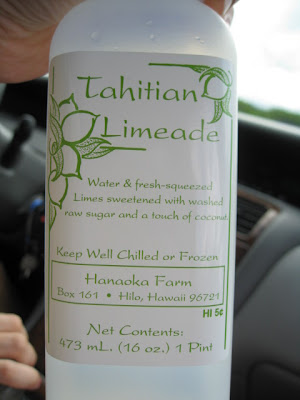 Tahitian
Limeade
Water & fresh-squeezed
Limes sweetened with washed
raw sugar and a touch of coconut.
Keep Well Chilled or Frozen
Hanaoka Farm
Box 161 • Hilo, Hawaii 96721
HI 5¢
Net Contents:
473 mL. (16 oz.) 1 Pint